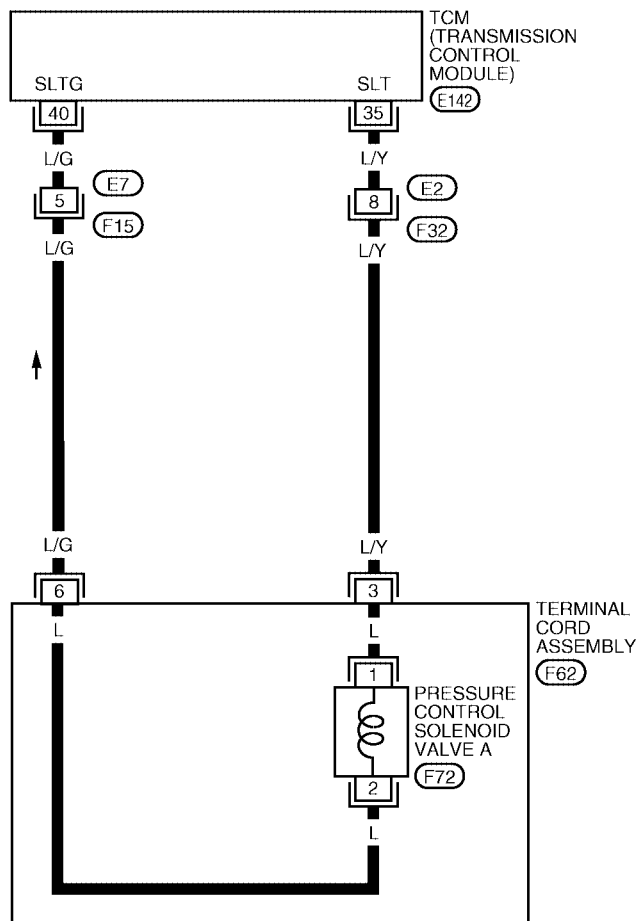 TCM
(TRANSMISSION
CONTROL
MODULE)
E142
SLTG
SLT
40
35
L/G
L/Y
5
E7
8
E2
F15
F32
L/G
L/Y
L/G
L/Y
6
3
L
L
TERMINAL
CORD
ASSEMBLY
F62
1
PRESSURE
CONTROL
SOLENOID
VALVE A
F72
2
L